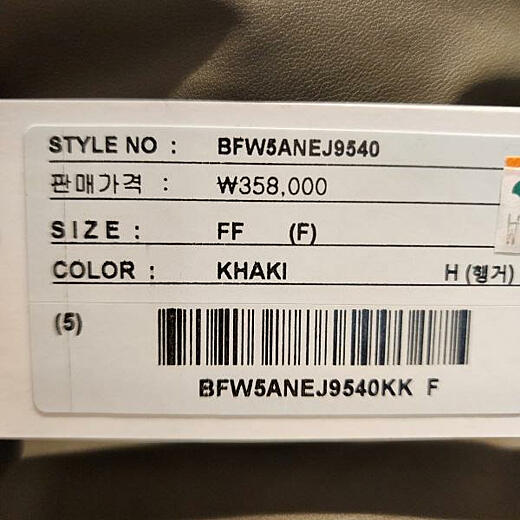 STYLE NO : BFW5ANEJ9540
판매가격 : ₩358,000
SIZE : FF (F)
COLOR : KHAKI H (행거)
(5)
BFW5ANEJ9540KK F